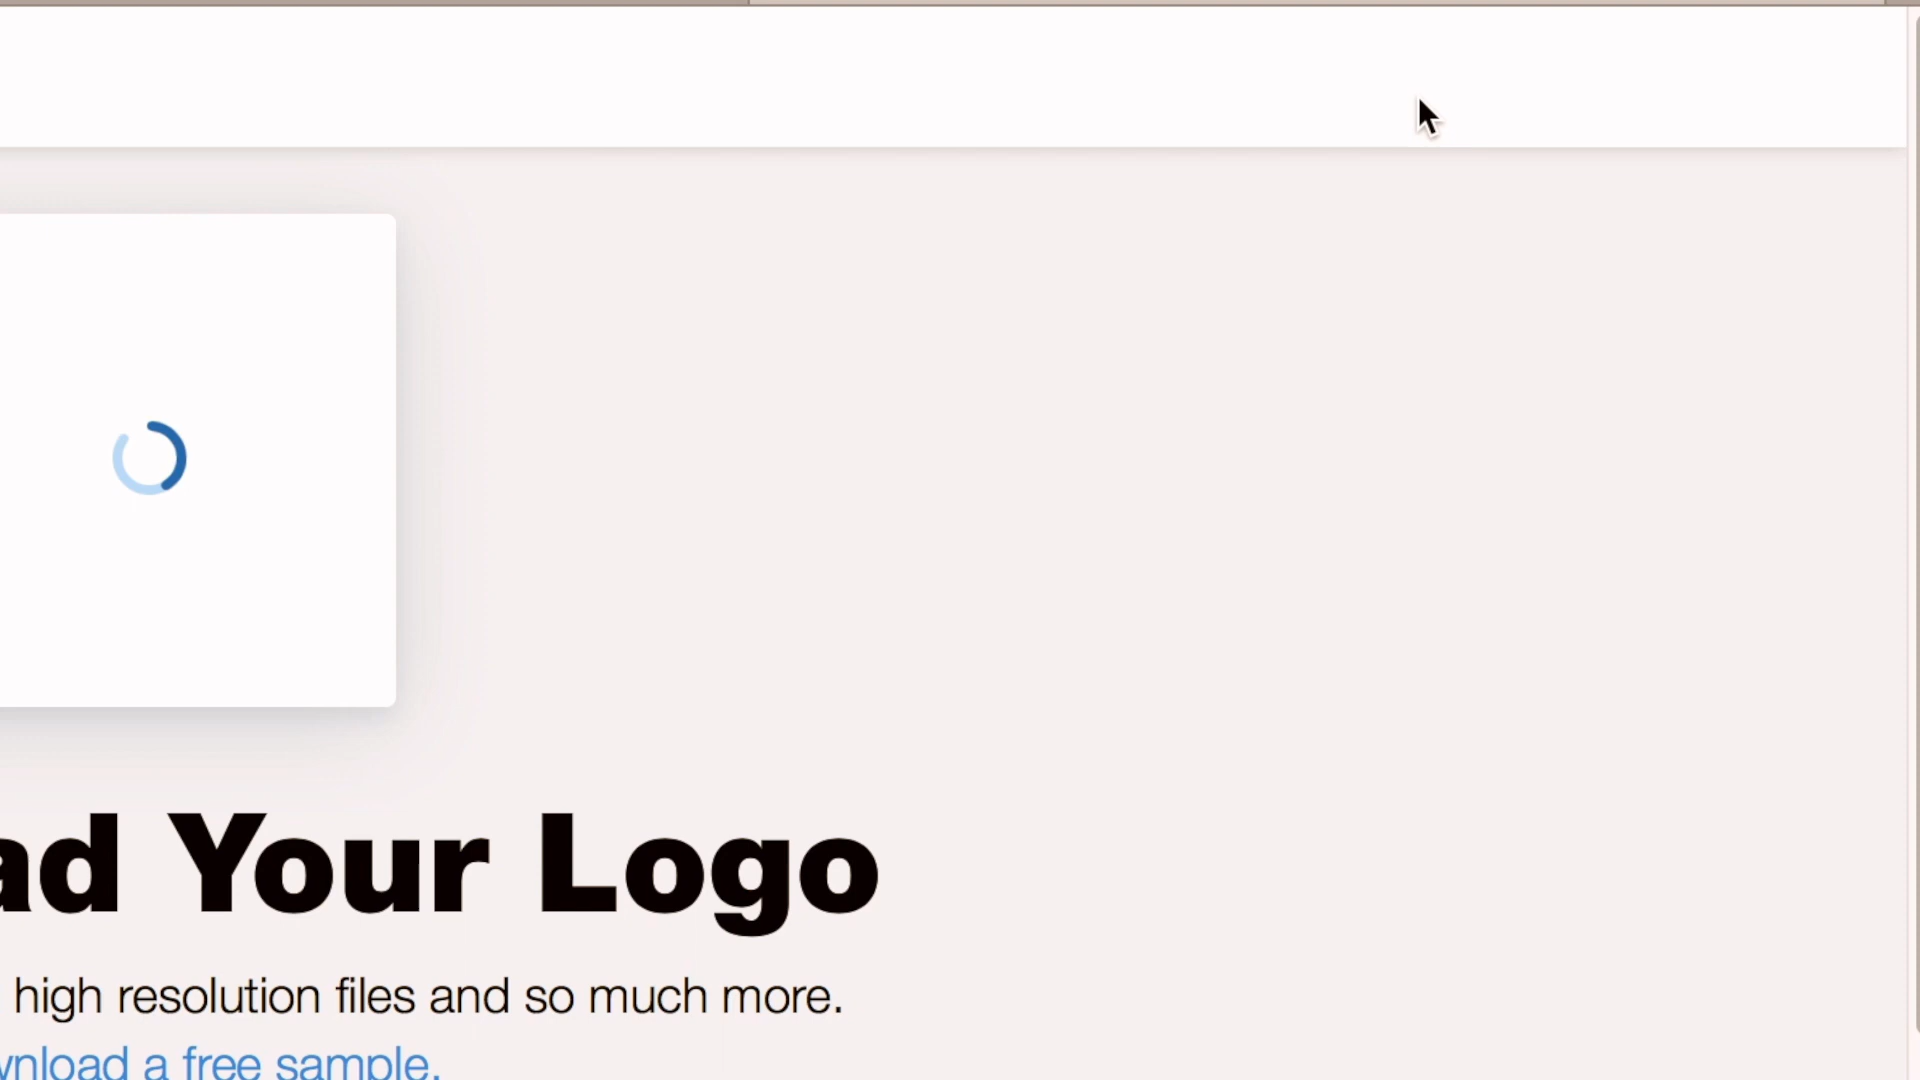 ad Your Logo
high resolution files and so much more.
wnload a free sample.